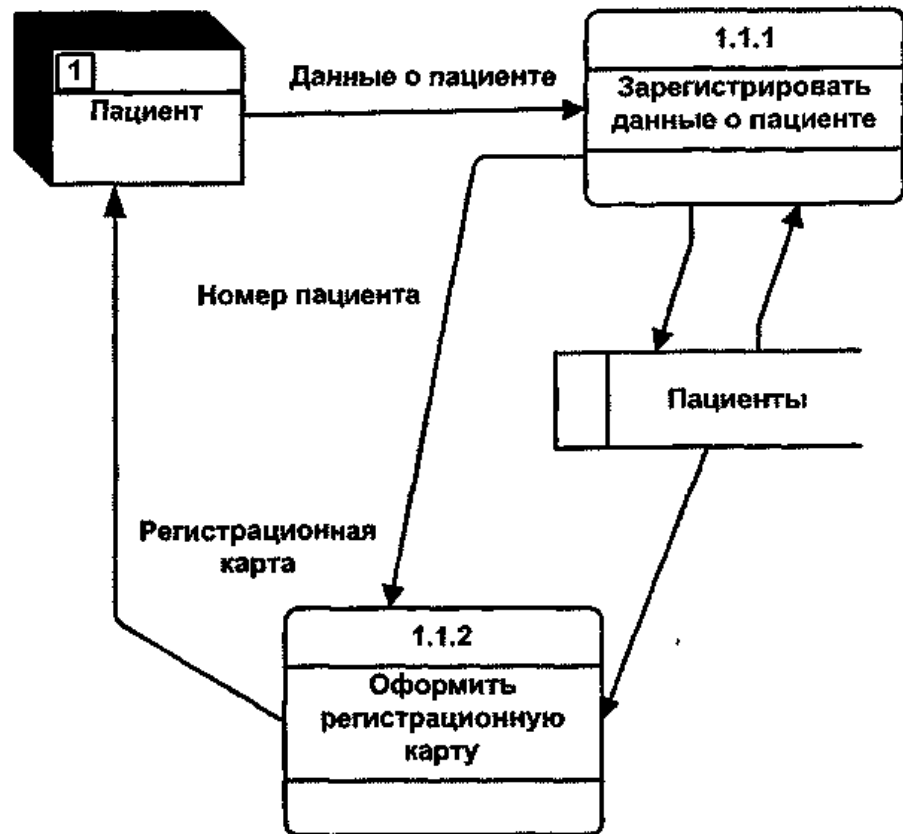 1
Пациент
Данные о пациенте
1.1.1
Зарегистрировать
данные о пациенте
Номер пациента
Пациенты
Регистрационная
карта
1.1.2
Оформить
регистрационную
карту